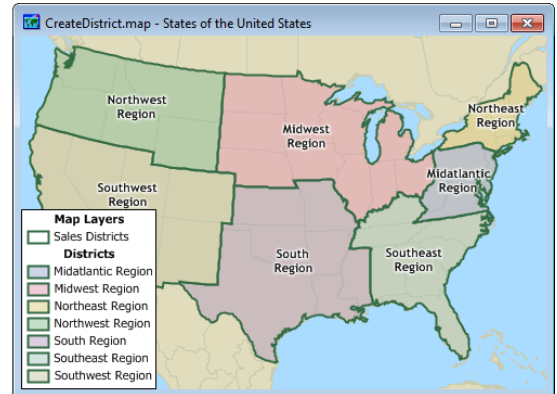 CreateDistrict.map - States of the United States
Northwest
Region
Northeast
Region
Midwest
Region
Midatlantic
Region
Southwest
Region
South
Region
Southeast
Region
Map Layers
Sales Districts
Districts
Midatlantic Region
Midwest Region
Northeast Region
Northwest Region
South Region
Southeast Region
Southwest Region